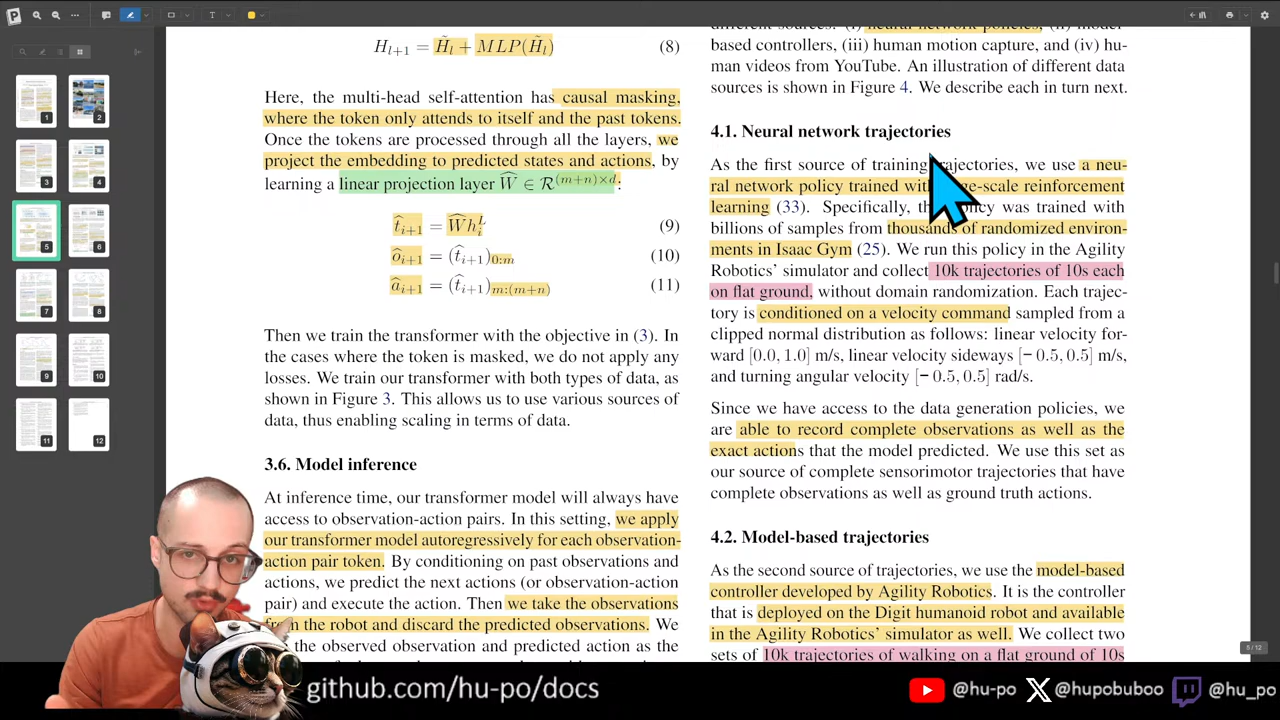 H_{l+1} = H̃_l + MLP(H̃_l) (8)
Here, the multi-head self-attention has causal masking,
where the token only attends to itself and the past tokens.
Once the tokens are processed through all the layers, we
project the embedding to predicted states and actions, by
learning a linear projection layer Ŵ ∈ R^{(m+n)×d}:
t̂_{i+1} = Ŵ h_i^L (9)
ô_{i+1} = (t̂_{i+1})_{0:m} (10)
â_{i+1} = (t̂_{i+1})_{m:(m+n)} (11)
Then we train the transformer with the objective in (3). In
the cases where the token is masked, we do not apply any
losses. We train our transformer with both types of data, as
shown in Figure 3. This allows us to use various sources of
data, thus enabling scaling in terms of data.
3.6. Model inference
At inference time, our transformer model will always have
access to observation-action pairs. In this setting, we apply
our transformer model autoregressively for each observation-
action pair token. By conditioning on past observations and
actions, we predict the next actions (or observation-action
pair) and execute the action. Then we take the observations
from the robot and discard the predicted observations. We
the observed observation and predicted action as the
based controllers, (iii) human motion capture, and (iv) hu-
man videos from YouTube. An illustration of different data
sources is shown in Figure 4. We describe each in turn next.
4.1. Neural network trajectories
As the first source of training trajectories, we use a neu-
ral network policy trained with large-scale reinforcement
learning (33). Specifically, this policy was trained with
billions of samples from thousands of randomized environ-
ments in Isaac Gym (25). We run this policy in the Agility
Robotics' simulator and collect 10k trajectories of 10s each
on flat ground, without domain randomization. Each trajec-
tory is conditioned on a velocity command sampled from a
clipped normal distribution as follows: linear velocity for-
ward [0.0, 1.0] m/s, linear velocity sideways [−0.5, 0.5] m/s,
and turning angular velocity [−0.5, 0.5] rad/s.
Since we have access to the data generation policies, we
are able to record complete observations as well as the
exact actions that the model predicted. We use this set as
our source of complete sensorimotor trajectories that have
complete observations as well as ground truth actions.
4.2. Model-based trajectories
As the second source of trajectories, we use the model-based
controller developed by Agility Robotics. It is the controller
that is deployed on the Digit humanoid robot and available
in the Agility Robotics' simulator as well. We collect two
sets of 10k trajectories of walking on a flat ground of 10s
1
2
3
4
5
6
7
8
9
10
11
12
5 / 12
github.com/hu-po/docs
@hu-po
@hupobuboo
@hu_po